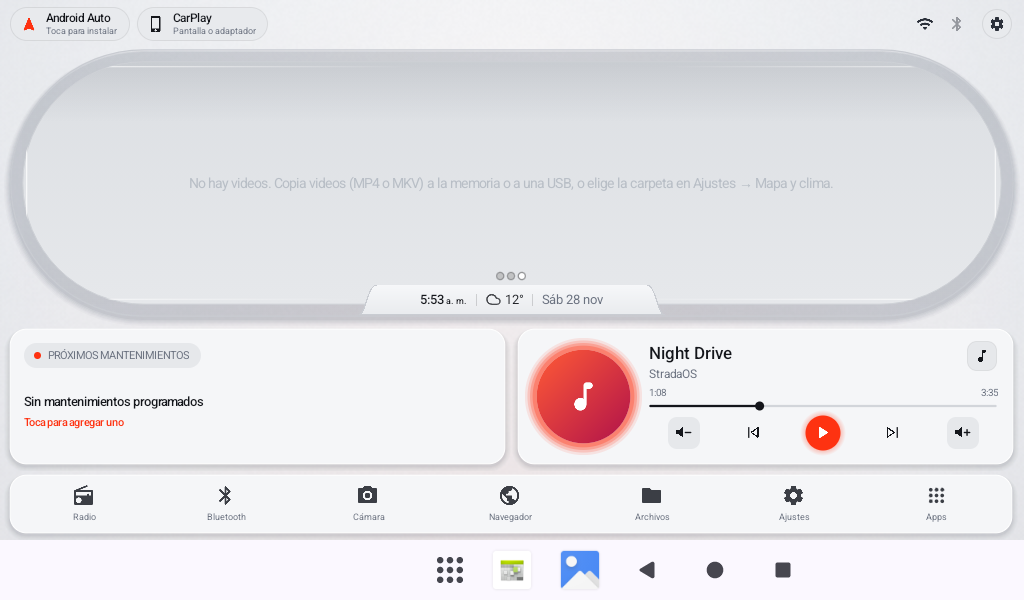 Android Auto
Toca para instalar
CarPlay
Pantalla o adaptador
No hay videos. Copia videos (MP4 o MKV) a la memoria o a una USB, o elige la carpeta en Ajustes → Mapa y clima.
5:53 a. m. 12° Sáb 28 nov
PRÓXIMOS MANTENIMIENTOS
Sin mantenimientos programados
Toca para agregar uno
Night Drive
StradaOS
1:08 3:35
Radio
Bluetooth
Cámara
Navegador
Archivos
Ajustes
Apps